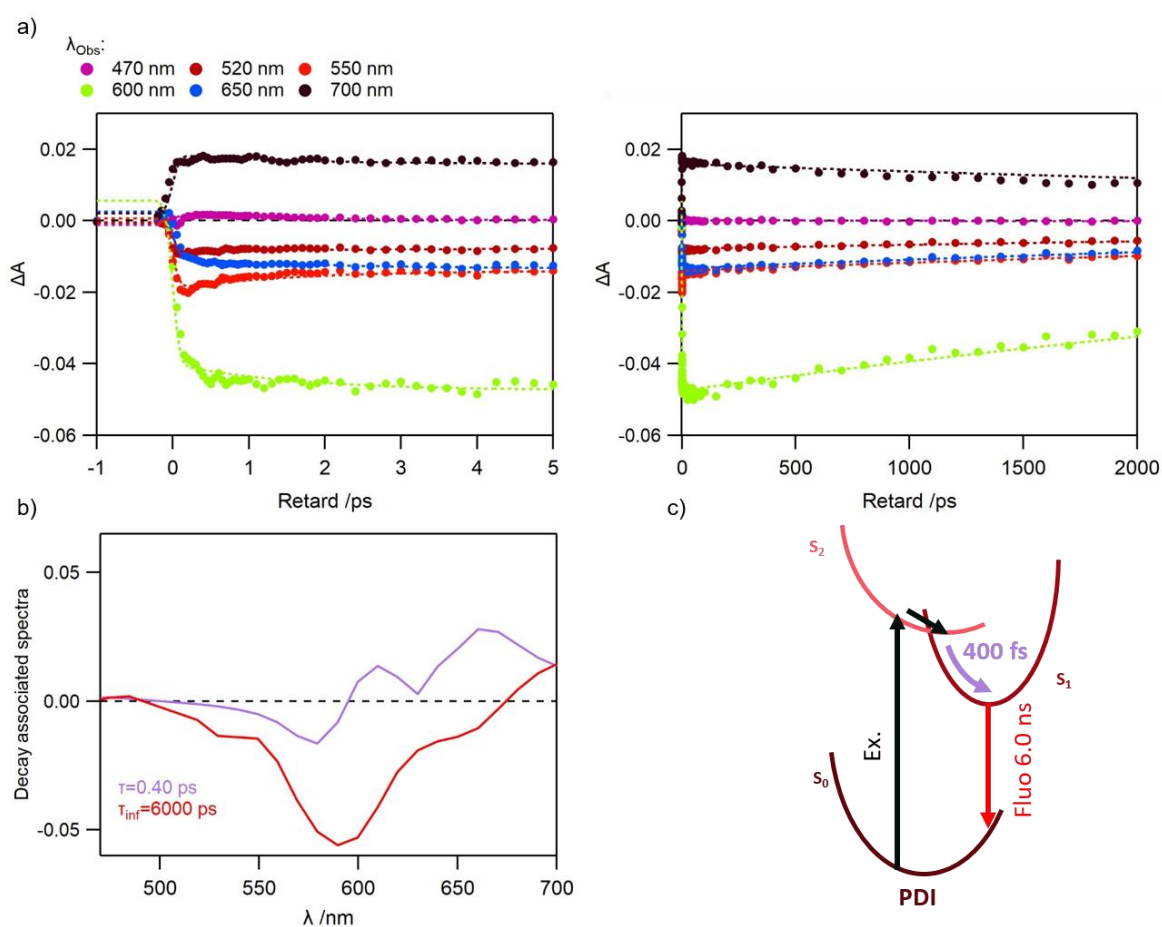 a)
λObs:
470 nm 520 nm 550 nm
600 nm 650 nm 700 nm
0.02
0.00
-0.02
-0.04
-0.06
ΔA
-1 0 1 2 3 4 5
Retard /ps
0.02
0.00
-0.02
-0.04
-0.06
ΔA
0 500 1000 1500 2000
Retard /ps
b)
0.05
0.00
-0.05
Decay associated spectra
τ=0.40 ps
τinf=6000 ps
500 550 600 650 700
λ /nm
c)
S2
400 fs
S1
Ex.
Fluo 6.0 ns
S0
PDI